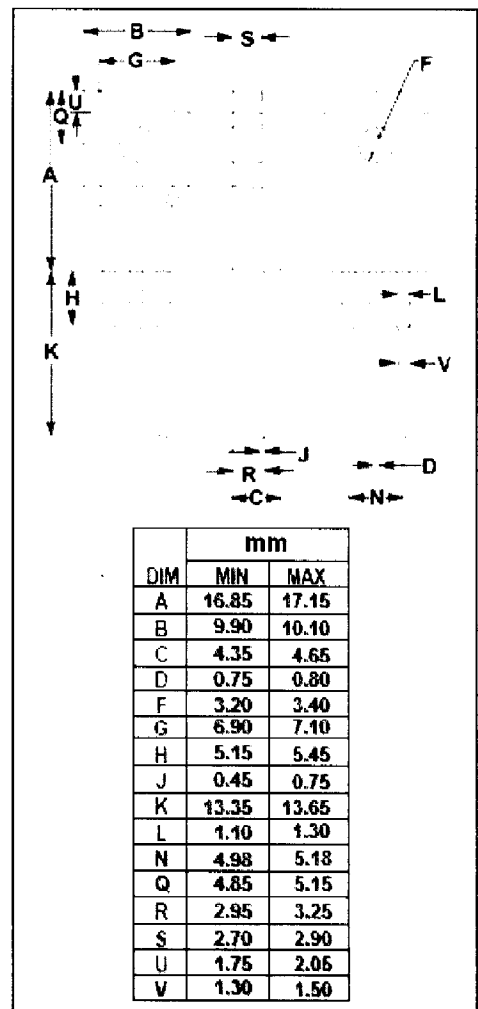 B
S
G
F
U
Q
A
H
L
K
V
J
R
D
C
N
mm
DIM MIN MAX
A 16.85 17.15
B 9.90 10.10
C 4.35 4.65
D 0.75 0.80
F 3.20 3.40
G 6.90 7.10
H 5.15 5.45
J 0.45 0.75
K 13.35 13.65
L 1.10 1.30
N 4.98 5.18
Q 4.85 5.15
R 2.95 3.25
S 2.70 2.90
U 1.75 2.05
V 1.30 1.50